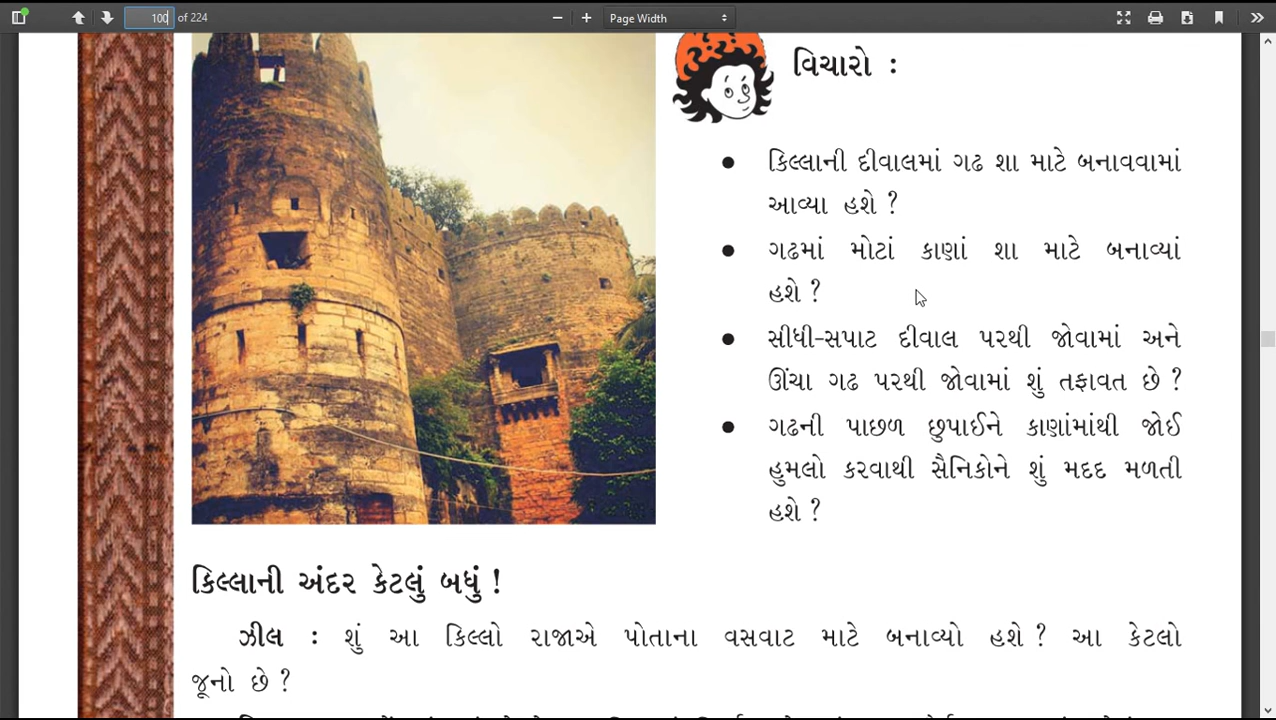 100 of 224
Page Width
વિચારો :
• કિલ્લાની દીવાલમાં ગઢ શા માટે બનાવવામાં
આવ્યા હશે ?
• ગઢમાં મોટાં કાણાં શા માટે બનાવ્યાં
હશે ?
• સીધી-સપાટ દીવાલ પરથી જોવામાં અને
ઊંચા ગઢ પરથી જોવામાં શું તફાવત છે ?
• ગઢની પાછળ છુપાઈને કાણાંમાંથી જોઈ
હુમલો કરવાથી સૈનિકોને શું મદદ મળતી
હશે ?
કિલ્લાની અંદર કેટલું બધું !
ઝીલ : શું આ કિલ્લો રાજાએ પોતાના વસવાટ માટે બનાવ્યો હશે ? આ કેટલો
જૂનો છે ?